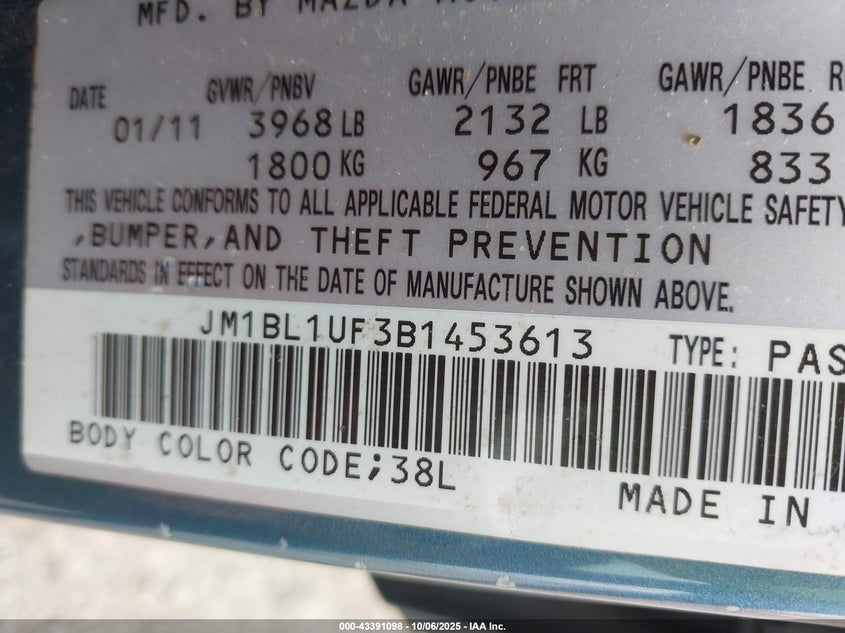 MFD. BY MAZDA
DATE GVWR/PNBV GAWR/PNBE FRT GAWR/PNBE R
01/11 3968 LB 2132 LB 1836
1800 KG 967 KG 833
THIS VEHICLE CONFORMS TO ALL APPLICABLE FEDERAL MOTOR VEHICLE SAFETY
,BUMPER,AND THEFT PREVENTION
STANDARDS IN EFFECT ON THE DATE OF MANUFACTURE SHOWN ABOVE.
JM1BL1UF3B1453613 TYPE: PAS
BODY COLOR CODE;38L
MADE IN
000-43391098 - 10/06/2025 - IAA Inc.